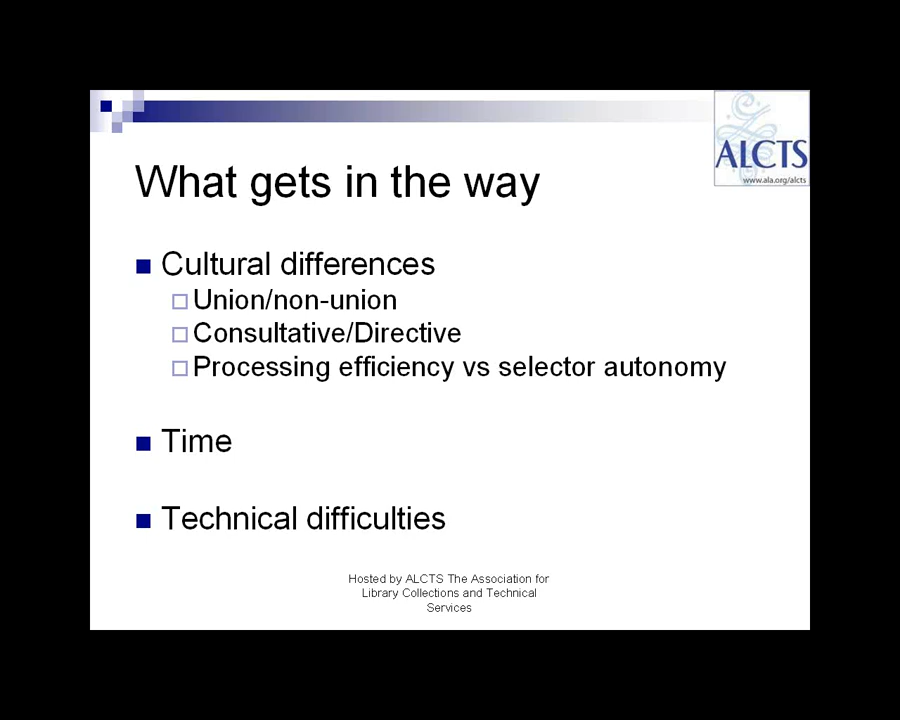 ALCTS
www.ala.org/alcts
What gets in the way
Cultural differences
Union/non-union
Consultative/Directive
Processing efficiency vs selector autonomy
Time
Technical difficulties
Hosted by ALCTS The Association for
Library Collections and Technical
Services